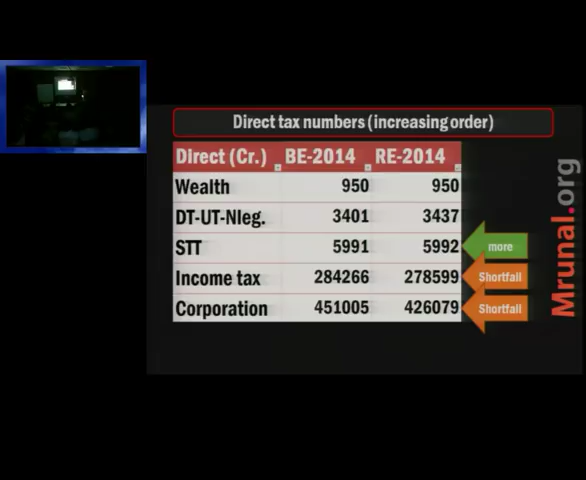 Direct tax numbers (increasing order)
Direct (Cr.) BE-2014 RE-2014
Wealth 950 950
DT-UT-Nleg. 3401 3437
STT 5991 5992 more
Income tax 284266 278599 Shortfall
Corporation 451005 426079 Shortfall
Mrunal.org